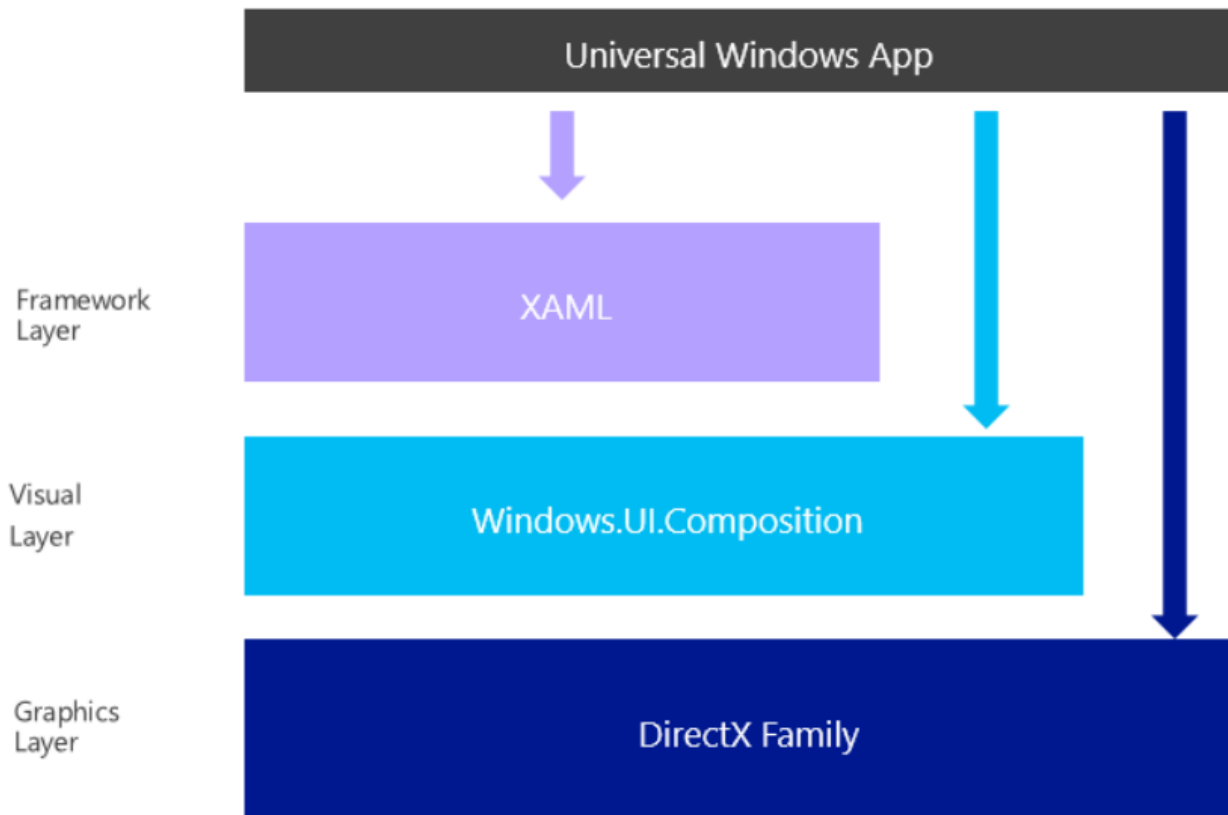 Universal Windows App
Framework
Layer
XAML
Visual
Layer
Windows.UI.Composition
Graphics
Layer
DirectX Family